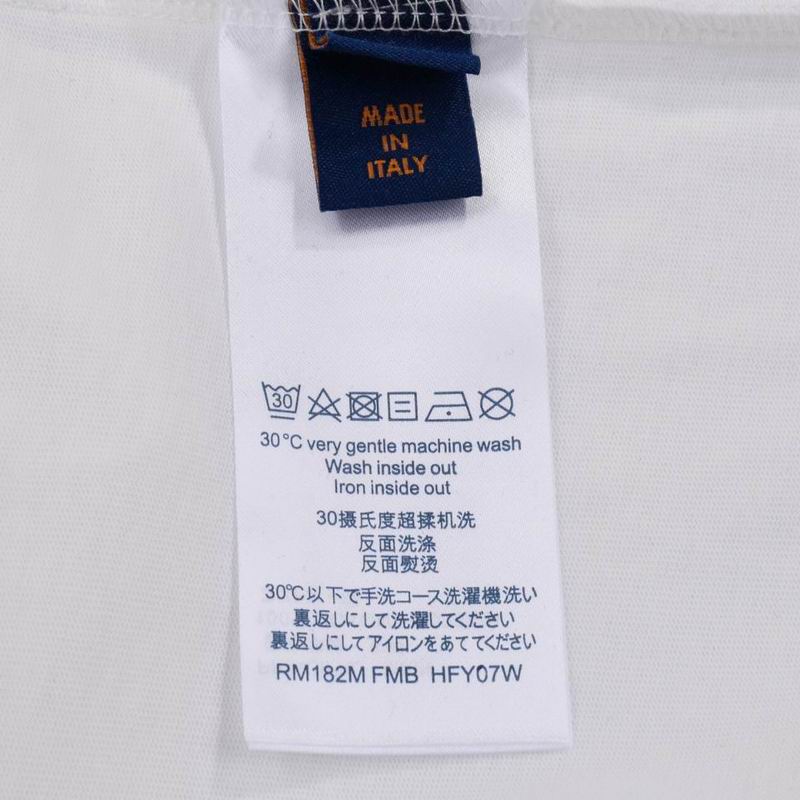 MADE
IN
ITALY
30
30°C very gentle machine wash
Wash inside out
Iron inside out
30摄氏度超揉机洗
反面洗涤
反面熨烫
30℃以下で手洗コース洗濯機洗い
裏返しにして洗濯してください
裏返しにしてアイロンをあててください
RM182M FMB HFY07W